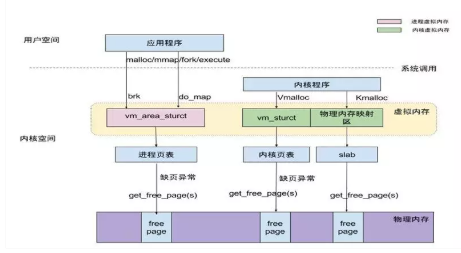 进程虚拟内存
内核虚拟内存
用户空间
应用程序
malloc/mmap/fork/execute
系统调用
内核程序
brk
do_map
Vmalloc
Kmalloc
虚拟内存
vm_area_sturct
vm_sturct
物理内存映射
区
内核空间
进程页表
内核页表
slab
缺页异常
缺页异常
get_free_page(s)
get_free_page(s)
get_free_page(s)
物理内存
free
page
free
page
free
page